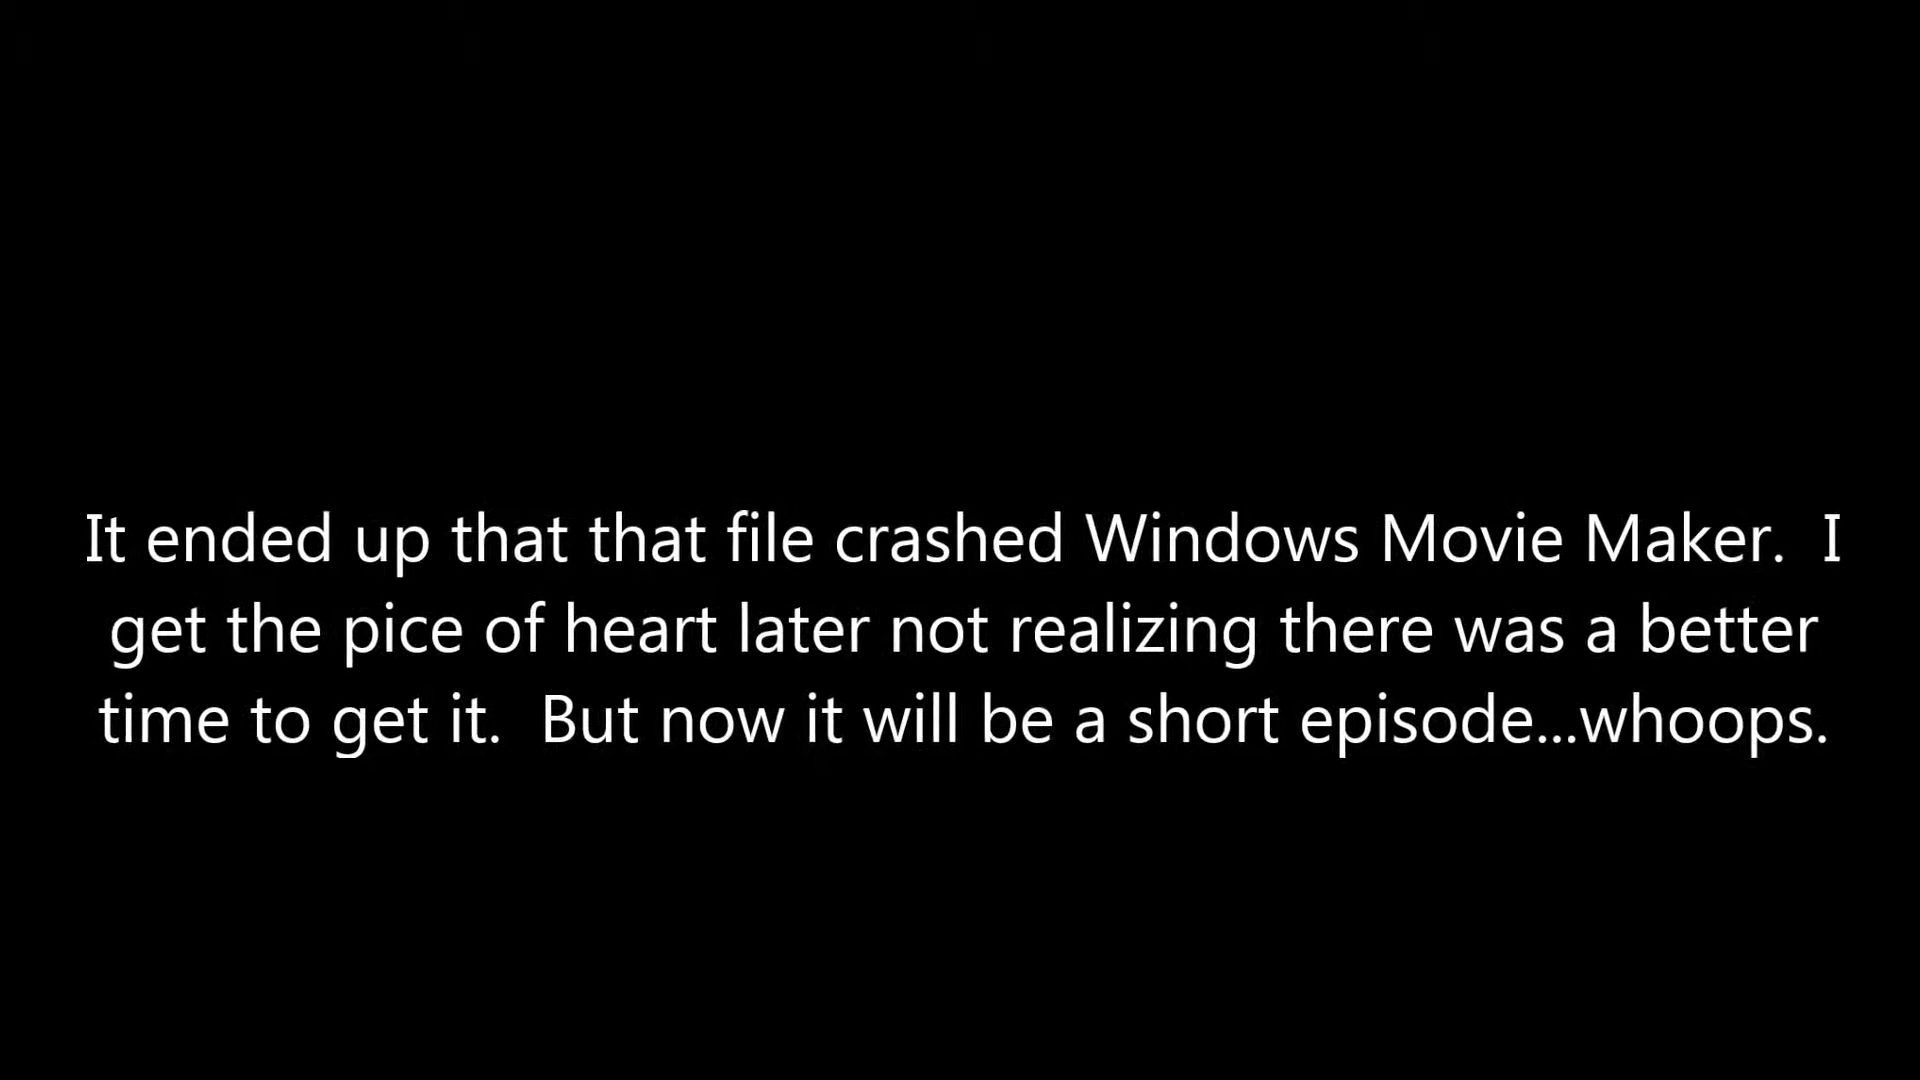 It ended up that that file crashed Windows Movie Maker.  I
get the pice of heart later not realizing there was a better
time to get it.  But now it will be a short episode...whoops.